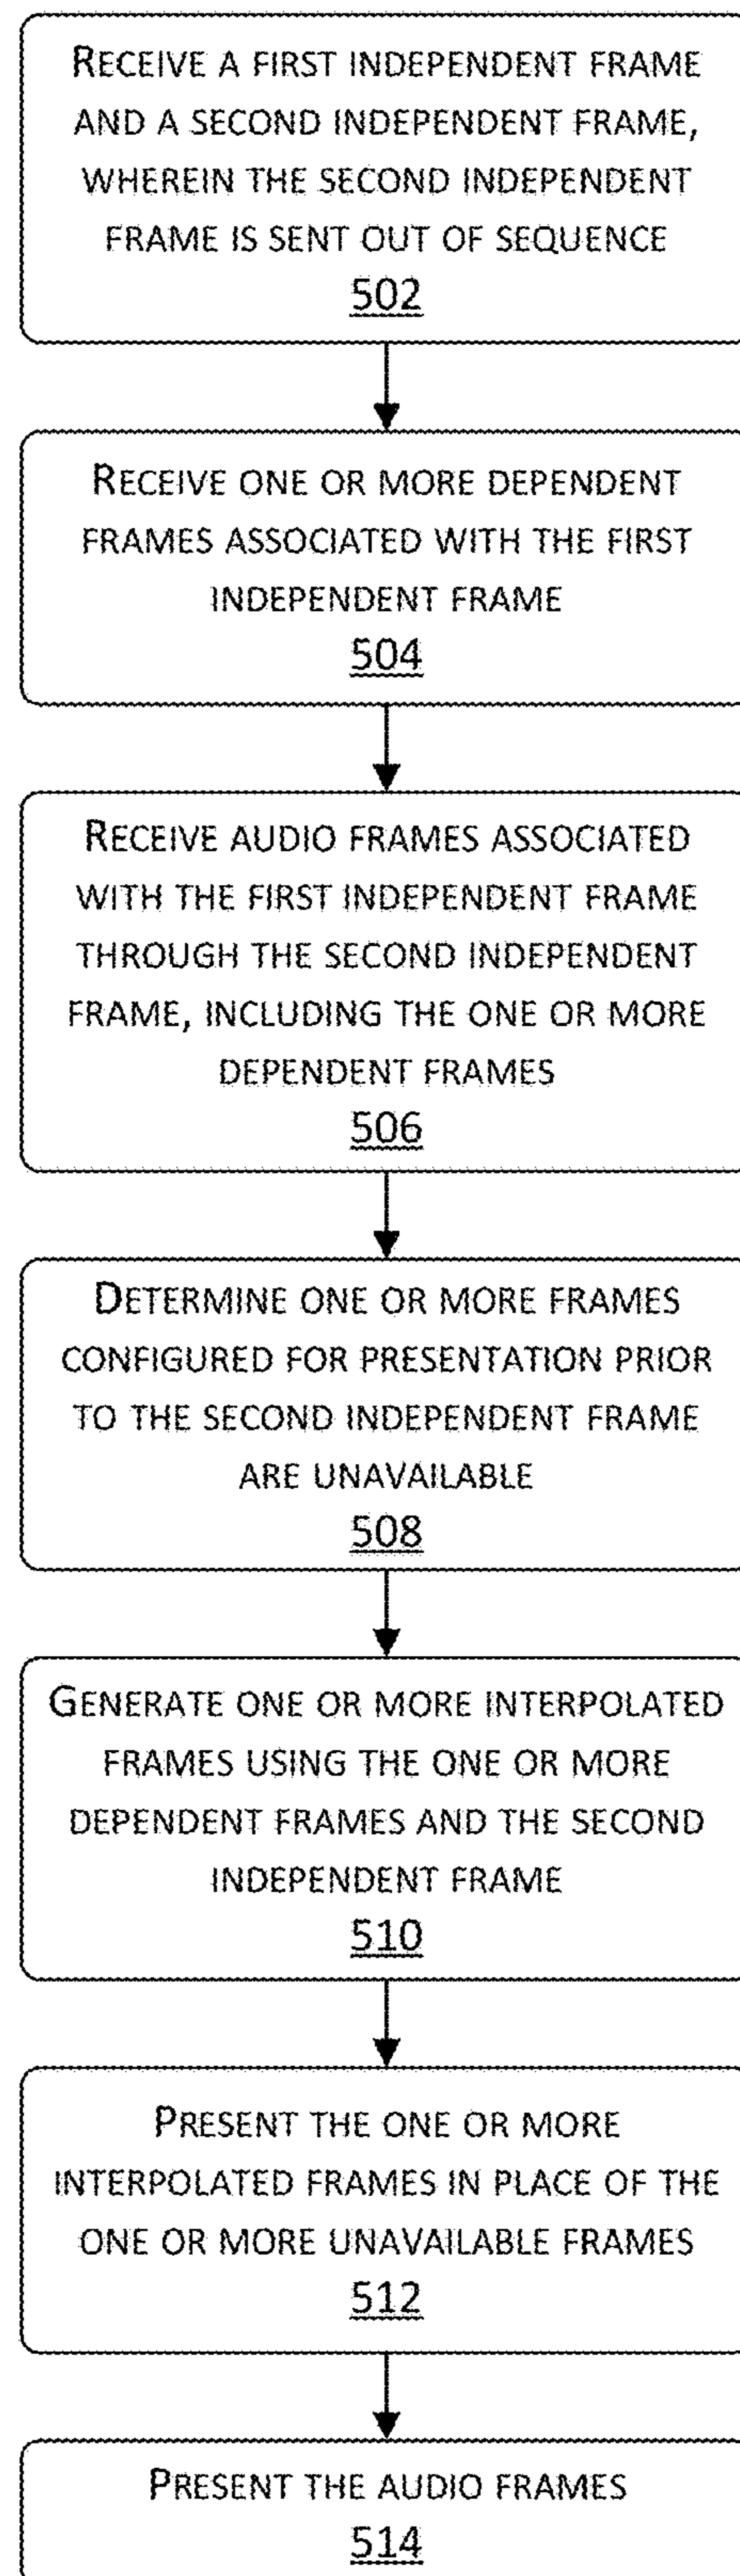 RECEIVE A FIRST INDEPENDENT FRAME
AND A SECOND INDEPENDENT FRAME,
WHEREIN THE SECOND INDEPENDENT
FRAME IS SENT OUT OF SEQUENCE
502
RECEIVE ONE OR MORE DEPENDENT
FRAMES ASSOCIATED WITH THE FIRST
INDEPENDENT FRAME
504
RECEIVE AUDIO FRAMES ASSOCIATED
WITH THE FIRST INDEPENDENT FRAME
THROUGH THE SECOND INDEPENDENT
FRAME, INCLUDING THE ONE OR MORE
DEPENDENT FRAMES
506
DETERMINE ONE OR MORE FRAMES
CONFIGURED FOR PRESENTATION PRIOR
TO THE SECOND INDEPENDENT FRAME
ARE UNAVAILABLE
508
GENERATE ONE OR MORE INTERPOLATED
FRAMES USING THE ONE OR MORE
DEPENDENT FRAMES AND THE SECOND
INDEPENDENT FRAME
510
PRESENT THE ONE OR MORE
INTERPOLATED FRAMES IN PLACE OF THE
ONE OR MORE UNAVAILABLE FRAMES
512
PRESENT THE AUDIO FRAMES
514